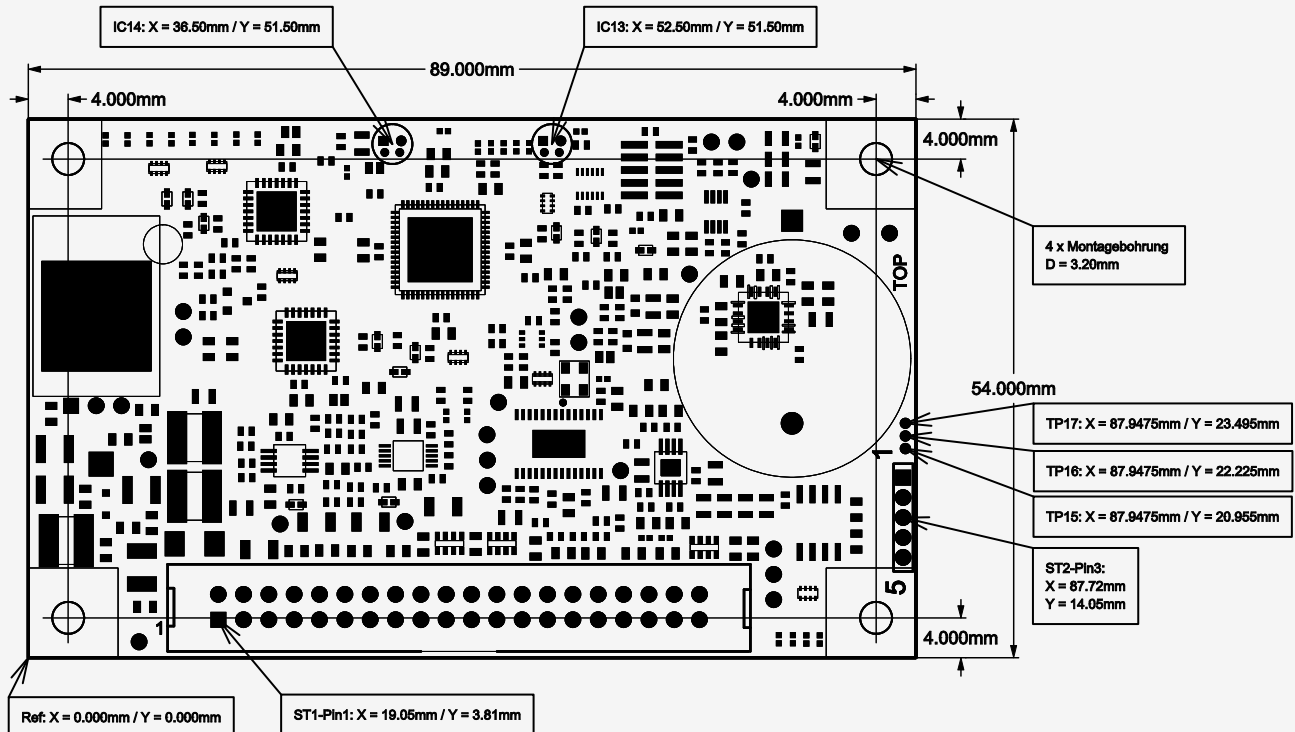 IC14: X = 36.50mm / Y = 51.50mm
IC13: X = 52.50mm / Y = 51.50mm
89.000mm
4.000mm
4.000mm
4.000mm
4 x Montagebohrung
D = 3.20mm
TOP
54.000mm
TP17: X = 87.9475mm / Y = 23.495mm
1
TP16: X = 87.9475mm / Y = 22.225mm
TP15: X = 87.9475mm / Y = 20.955mm
ST2-Pin3:
X = 87.72mm
Y = 14.05mm
5
1
4.000mm
Ref: X = 0.000mm / Y = 0.000mm
ST1-Pin1: X = 19.05mm / Y = 3.81mm